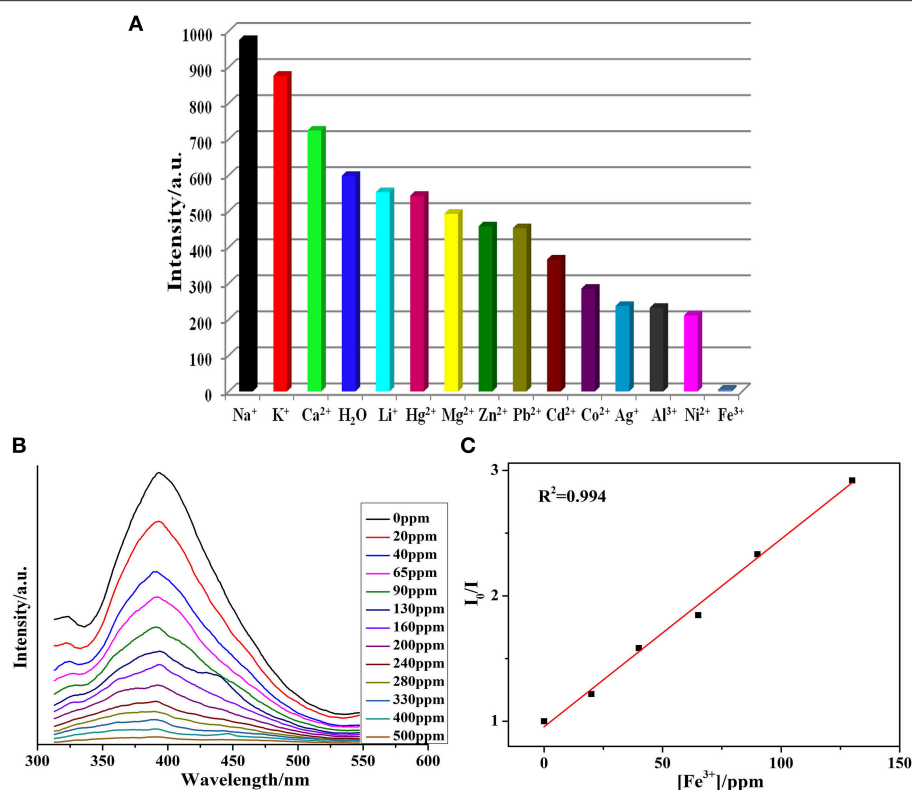 A
Intensity/a.u.
1000
900
800
700
600
500
400
300
200
100
0
Na⁺ K⁺ Ca²⁺ H₂O Li⁺ Hg²⁺ Mg²⁺ Zn²⁺ Pb²⁺ Cd²⁺ Co²⁺ Ag⁺ Al³⁺ Ni²⁺ Fe³⁺
B
Intensity/a.u.
0ppm
20ppm
40ppm
65ppm
90ppm
130ppm
160ppm
200ppm
240ppm
280ppm
330ppm
400ppm
500ppm
300 350 400 450 500 550 600
Wavelength/nm
C
R²=0.994
I₀/I
3
2
1
0 50 100 150
[Fe³⁺]/ppm